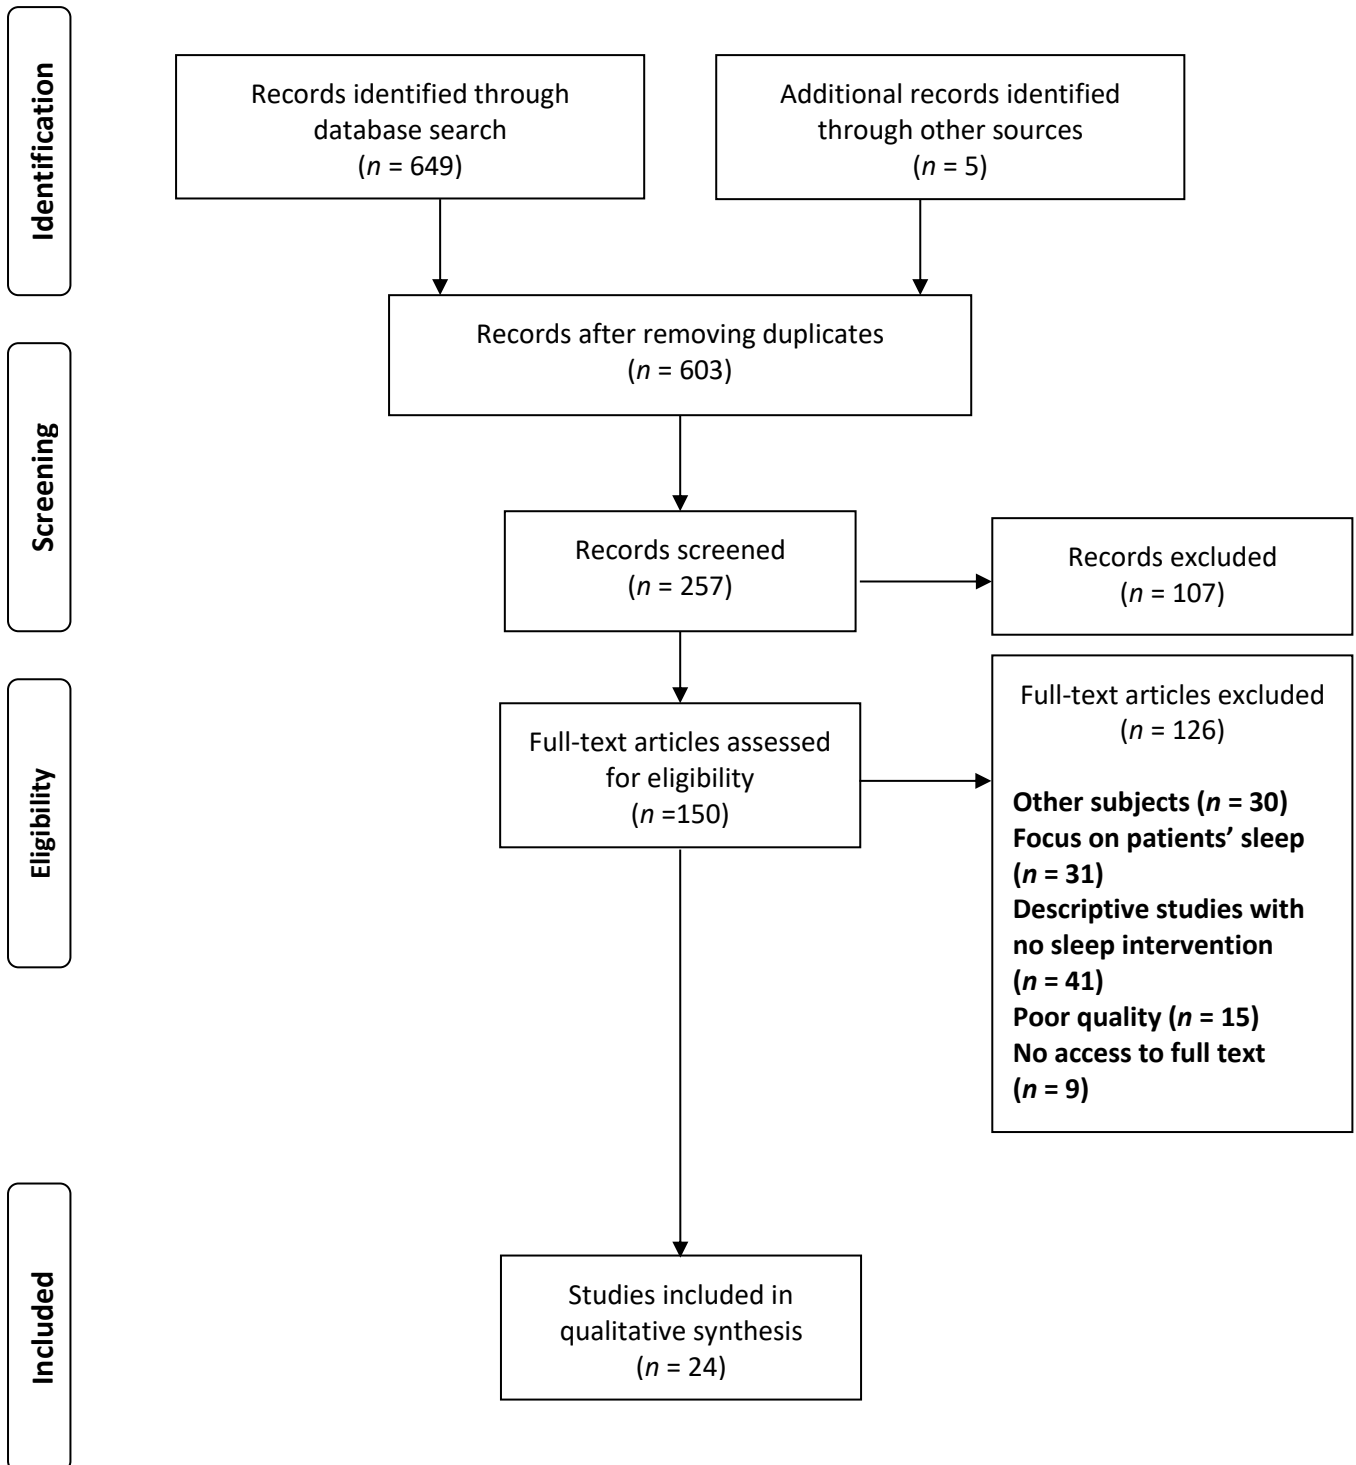 Identification
Records identified through
database search
(n = 649)
Additional records identified
through other sources
(n = 5)
Records after removing duplicates
(n = 603)
Screening
Records screened
(n = 257)
Records excluded
(n = 107)
Eligibility
Full-text articles assessed
for eligibility
(n =150)
Full-text articles excluded
(n = 126)
Other subjects (n = 30)
Focus on patients’ sleep
(n = 31)
Descriptive studies with
no sleep intervention
(n = 41)
Poor quality (n = 15)
No access to full text
(n = 9)
Included
Studies included in
qualitative synthesis
(n = 24)